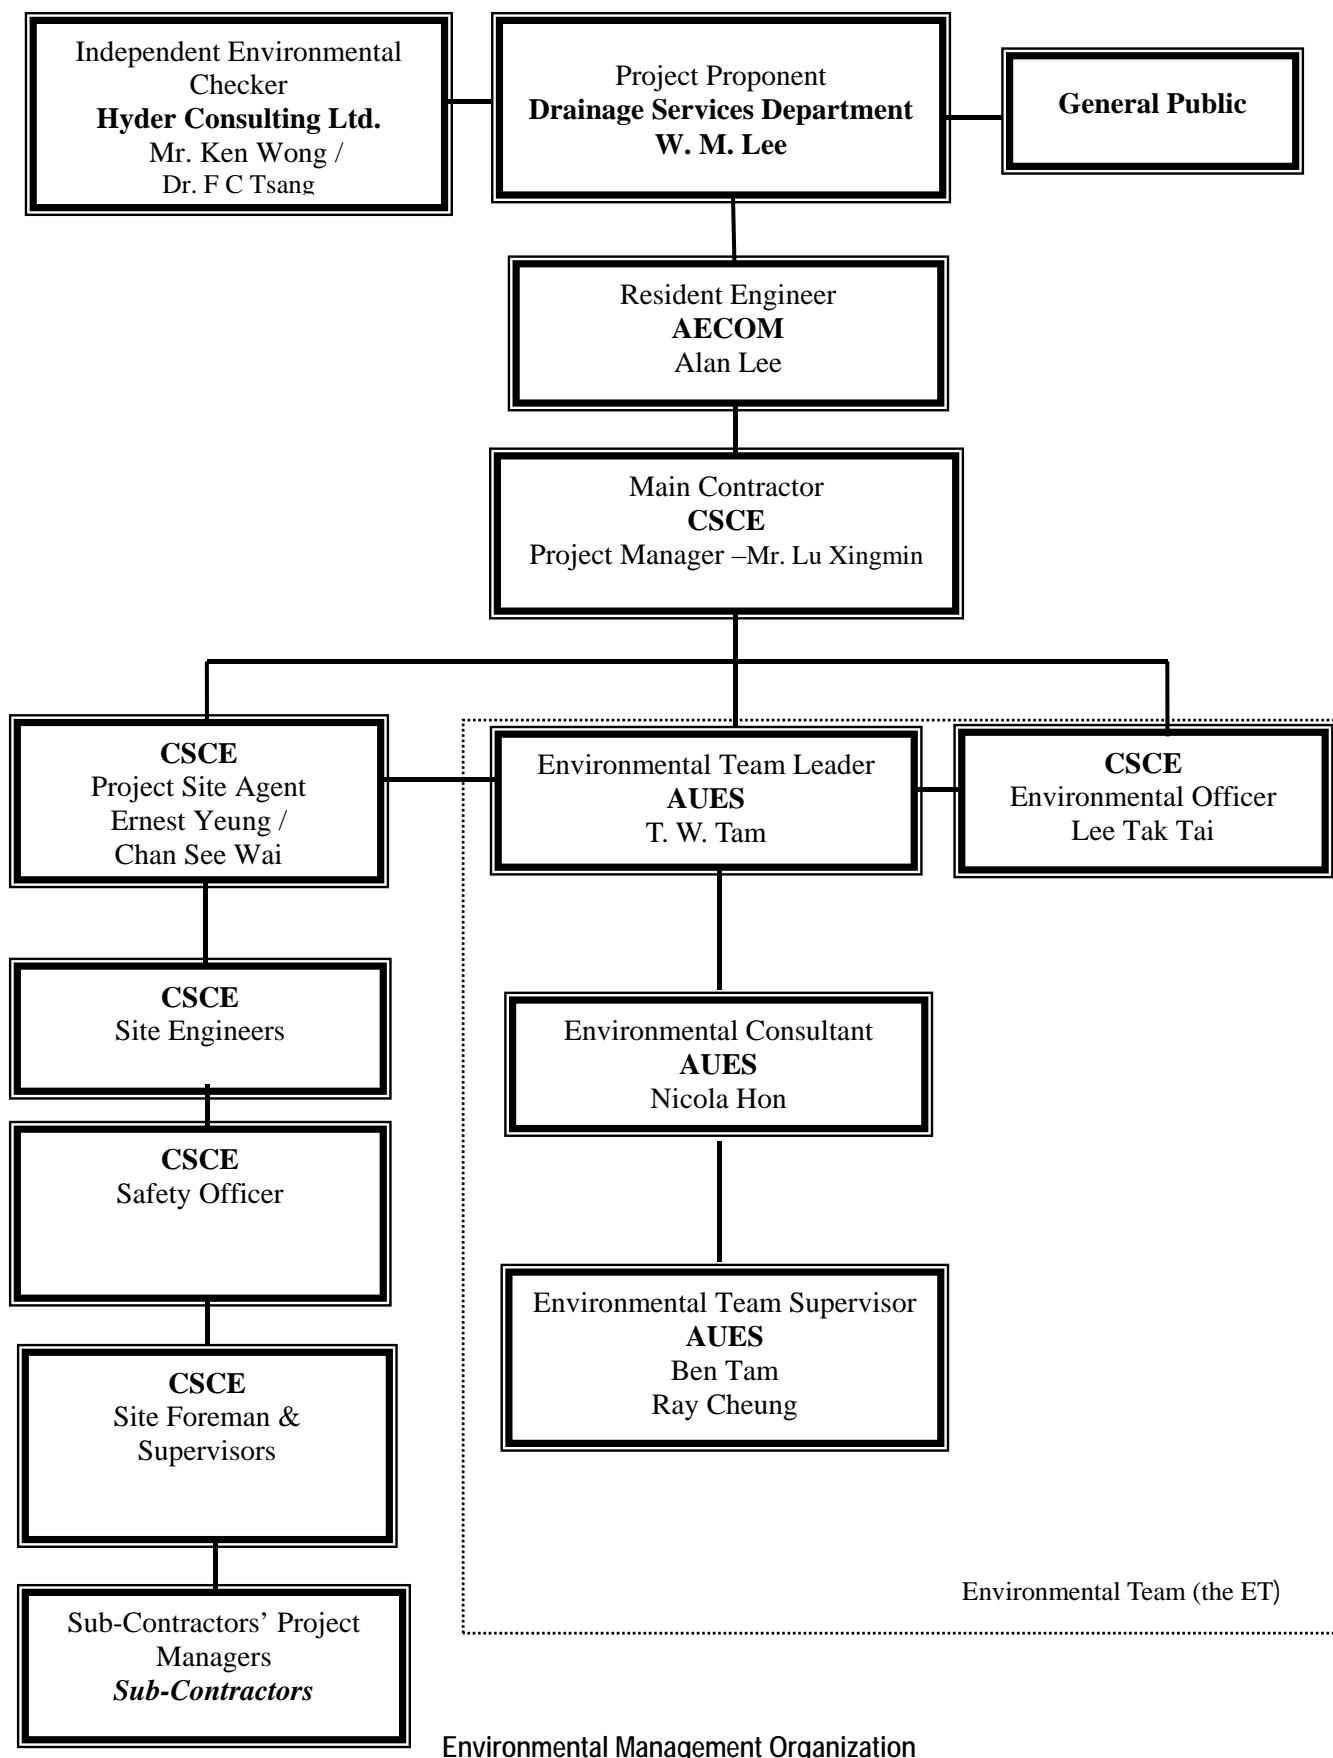 Independent Environmental
Checker
Hyder Consulting Ltd.
Mr. Ken Wong /
Dr. F C Tsang
Project Proponent
Drainage Services Department
W. M. Lee
General Public
Resident Engineer
AECOM
Alan Lee
Main Contractor
CSCE
Project Manager –Mr. Lu Xingmin
CSCE
Project Site Agent
Ernest Yeung /
Chan See Wai
Environmental Team Leader
AUES
T. W. Tam
CSCE
Environmental Officer
Lee Tak Tai
CSCE
Site Engineers
Environmental Consultant
AUES
Nicola Hon
CSCE
Safety Officer
Environmental Team Supervisor
AUES
Ben Tam
Ray Cheung
CSCE
Site Foreman &
Supervisors
Environmental Team (the ET)
Sub-Contractors’ Project
Managers
Sub-Contractors
Environmental Management Organization